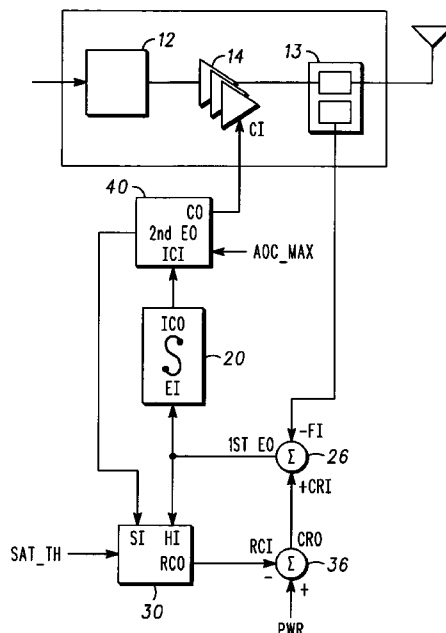 12
14
13
CI
40
CO
2nd EO
ICI
AOC_MAX
ICO
∫
EI
20
1ST EO
-FI
Σ
26
+CRI
SI
HI
RCO
SAT_TH
30
RCI
CRO
-
Σ
36
+
PWR